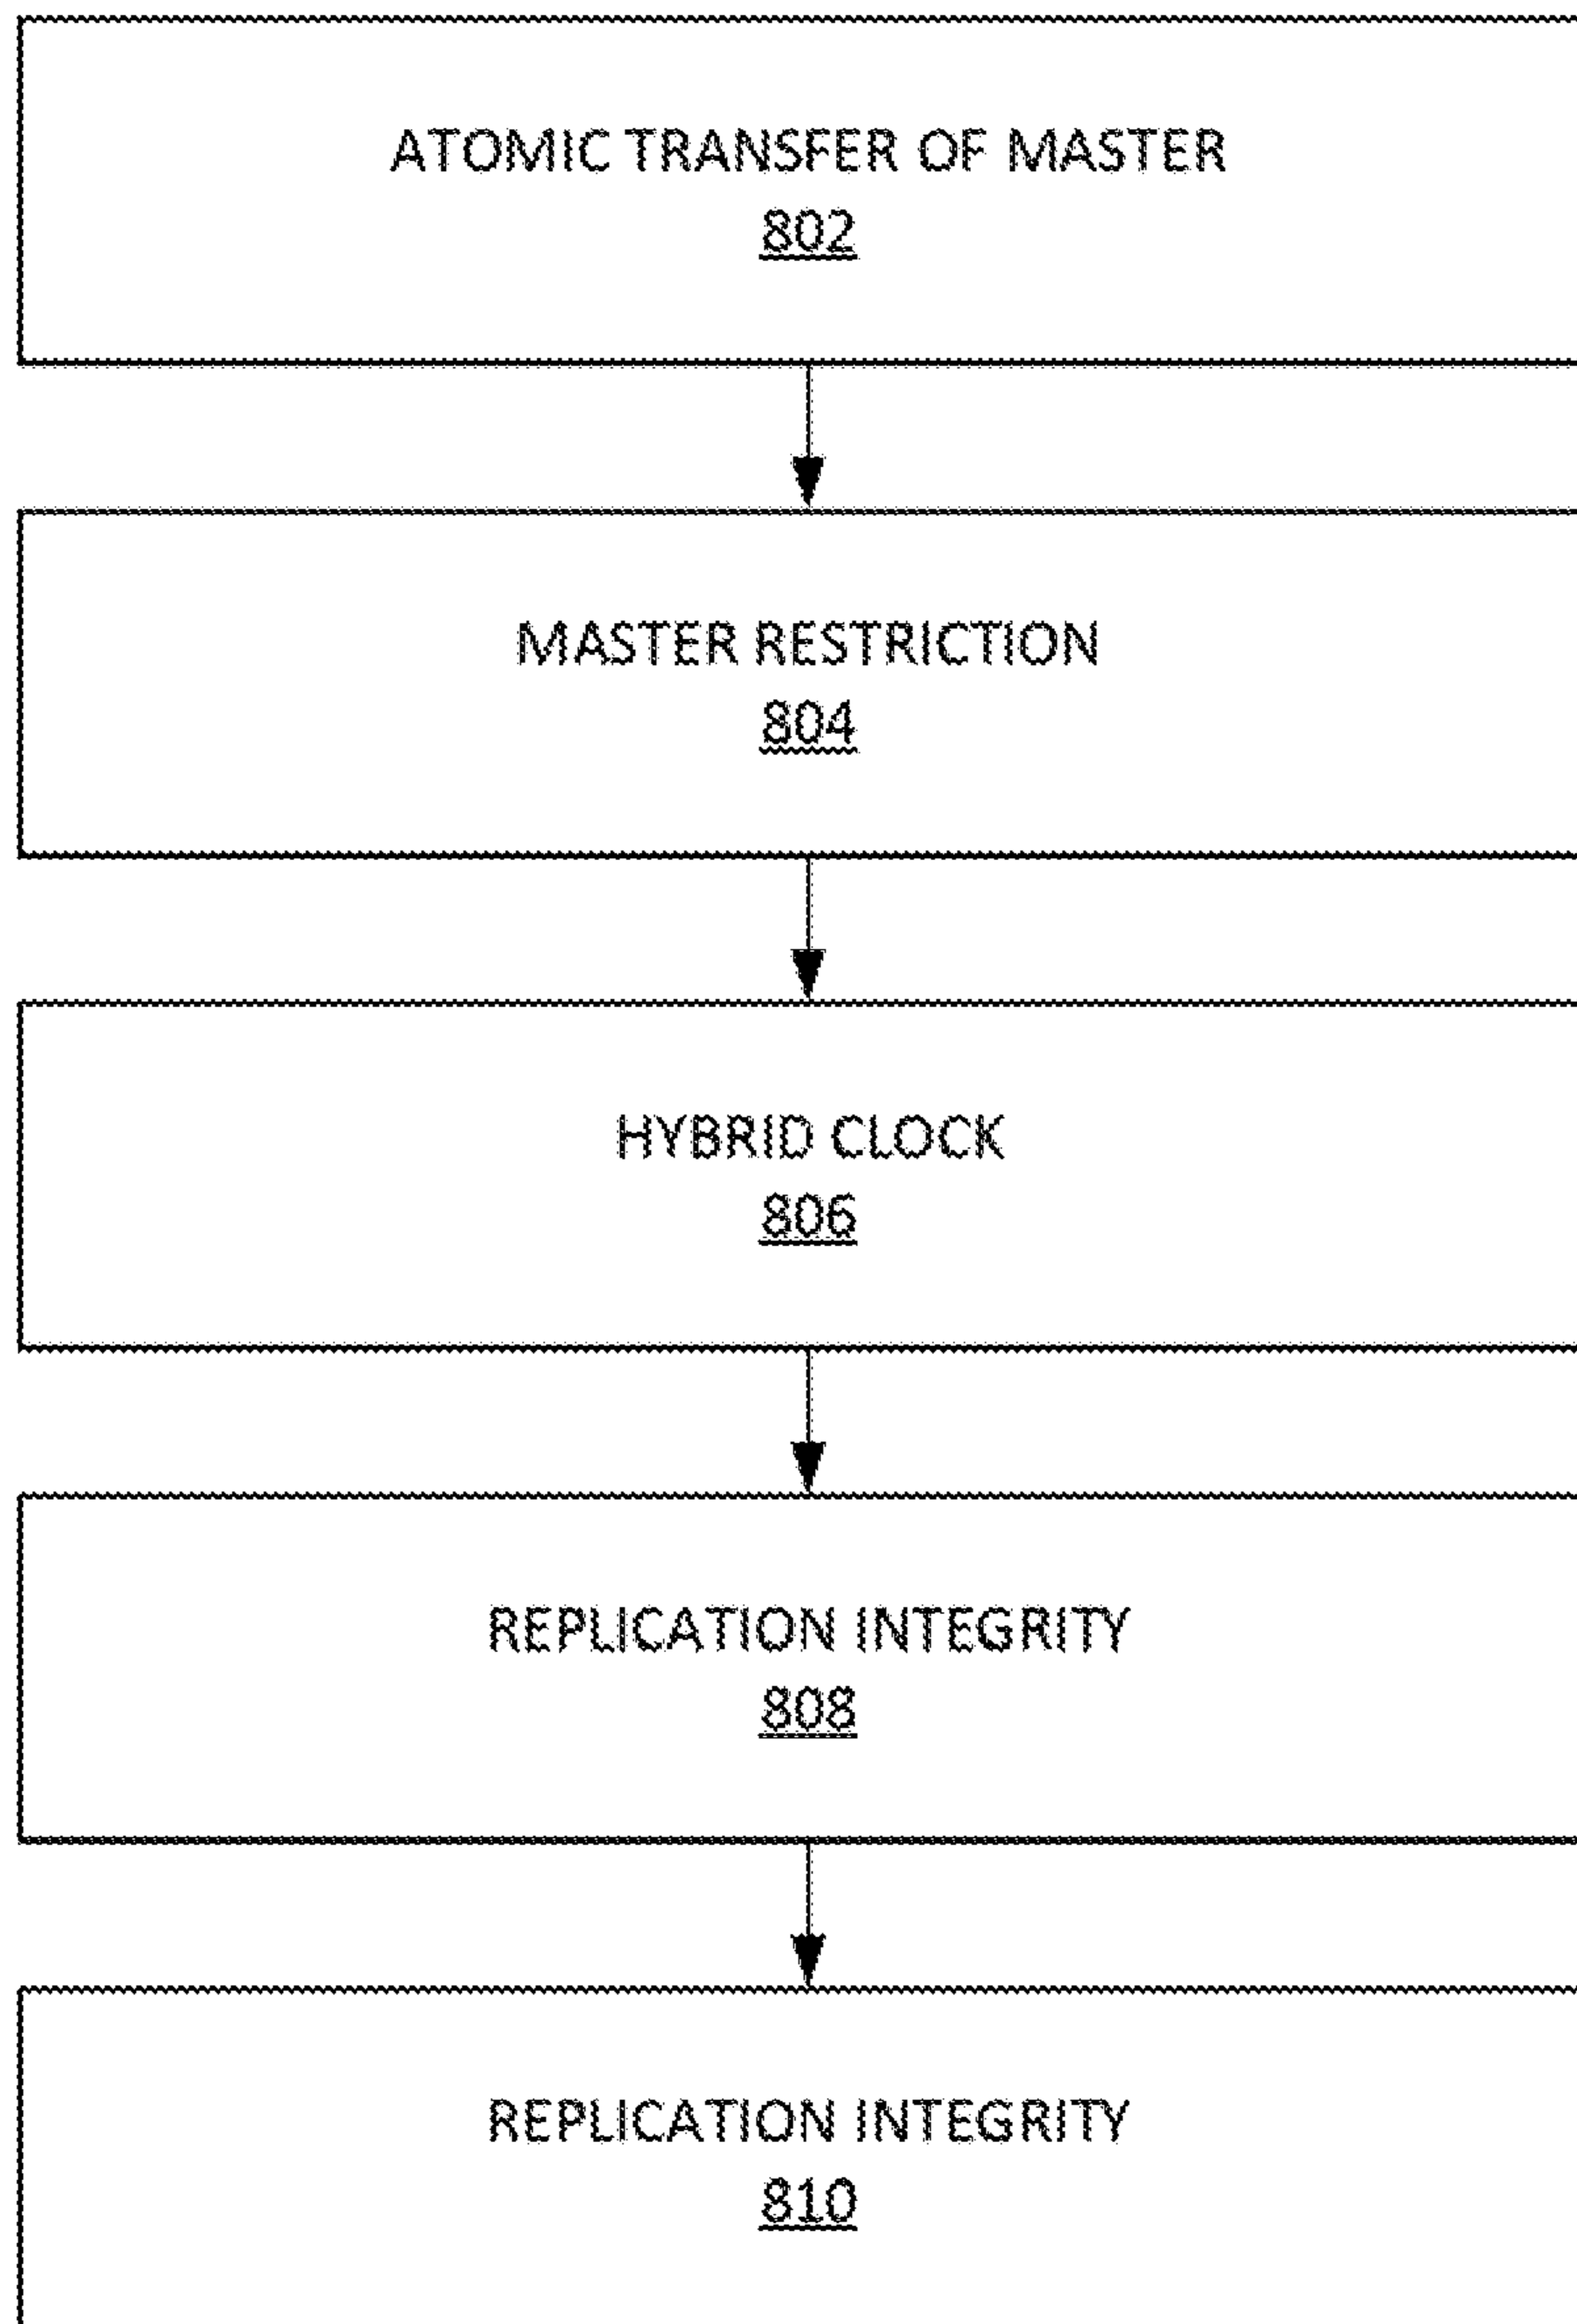 ATOMIC TRANSFER OF MASTER
802
MASTER RESTRICTION
804
HYBRID CLOCK
806
REPLICATION INTEGRITY
808
REPLICATION INTEGRITY
810